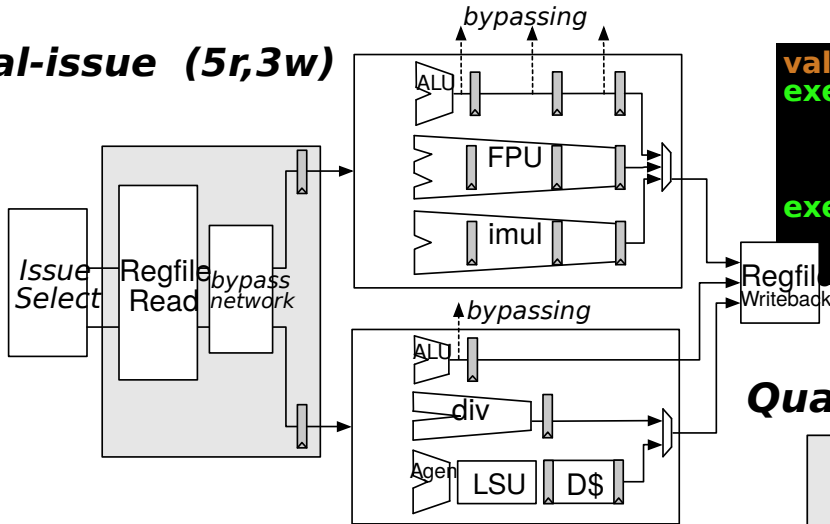 bypassing
al-issue (5r,3w)
val
exe
ALU
FPU
exe
imul
Issue
Select
Regfile
Read
bypass
network
Regfile
Writeback
bypassing
ALU
Qua
div
Agen
LSU
D$